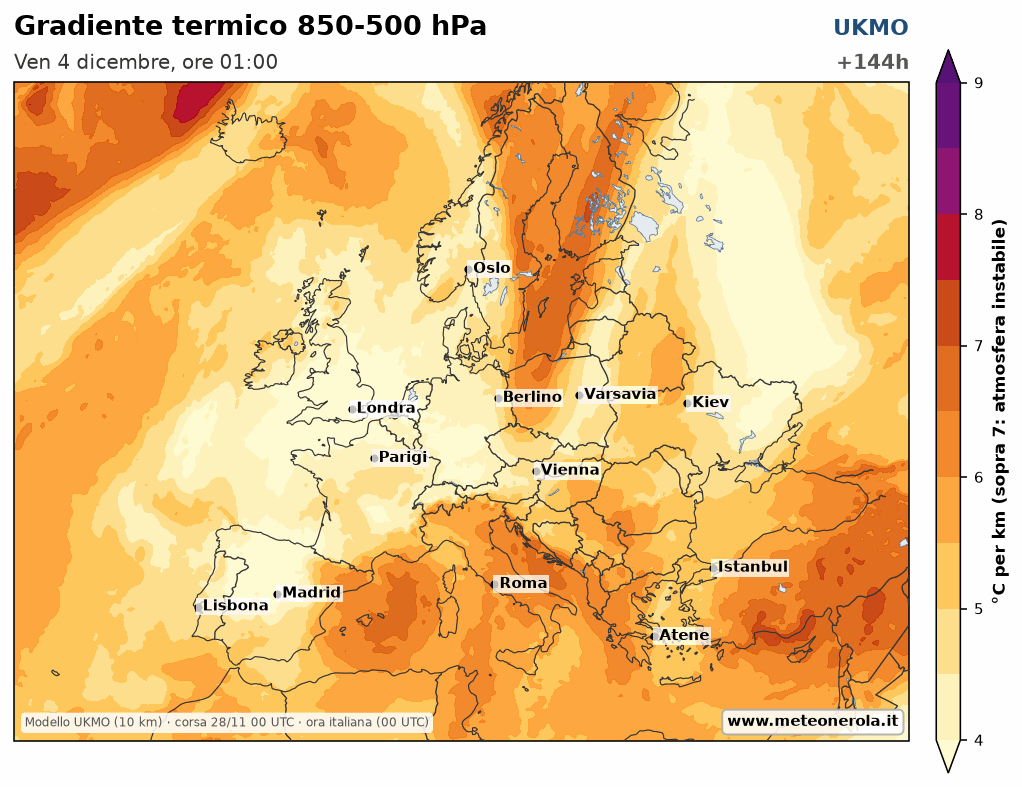 Gradiente termico 850-500 hPa
UKMO
Ven 4 dicembre, ore 01:00
+144h
9
8
7
6
5
4
°C per km (sopra 7: atmosfera instabile)
Oslo
Berlino
Varsavia
Kiev
Londra
Parigi
Vienna
Istanbul
Roma
Madrid
Lisbona
Atene
Modello UKMO (10 km) · corsa 28/11 00 UTC · ora italiana (00 UTC)
www.meteonerola.it